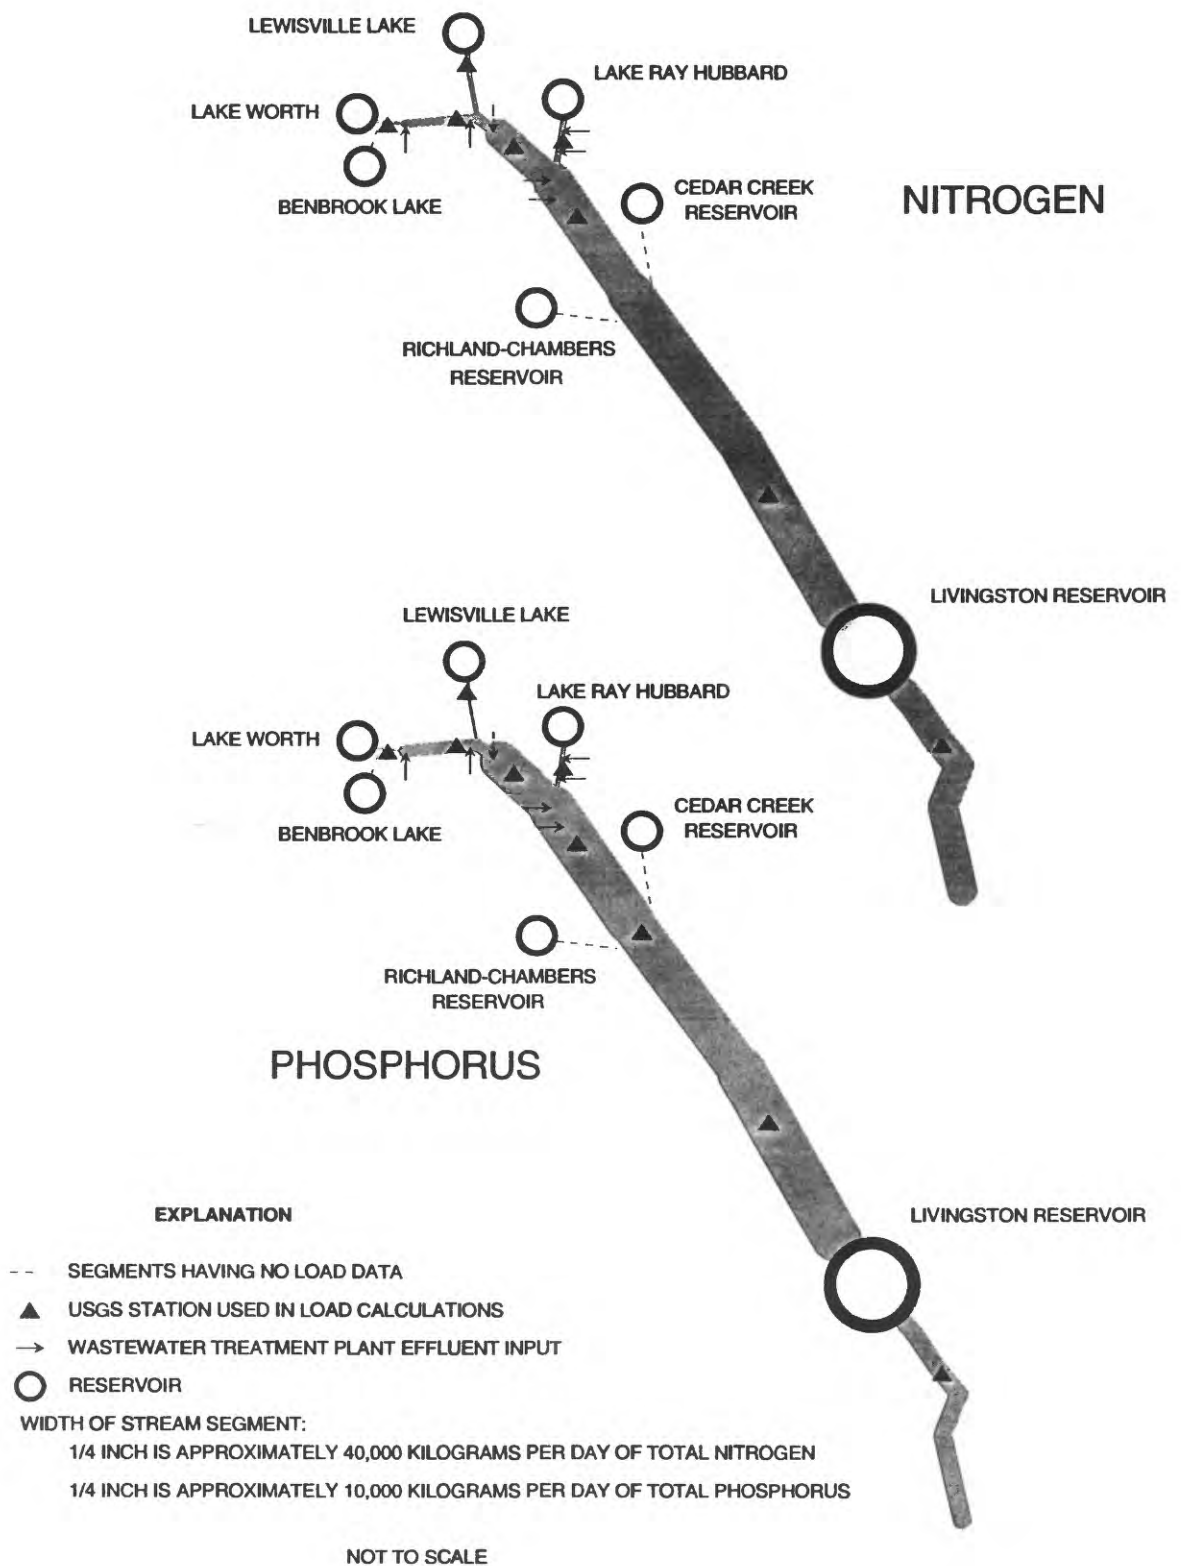 LEWISVILLE LAKE
LAKE RAY HUBBARD
LAKE WORTH
BENBROOK LAKE
CEDAR CREEK
RESERVOIR
NITROGEN
RICHLAND-CHAMBERS
RESERVOIR
LIVINGSTON RESERVOIR
LEWISVILLE LAKE
LAKE RAY HUBBARD
LAKE WORTH
BENBROOK LAKE
CEDAR CREEK
RESERVOIR
RICHLAND-CHAMBERS
RESERVOIR
PHOSPHORUS
LIVINGSTON RESERVOIR
EXPLANATION
SEGMENTS HAVING NO LOAD DATA
USGS STATION USED IN LOAD CALCULATIONS
WASTEWATER TREATMENT PLANT EFFLUENT INPUT
RESERVOIR
WIDTH OF STREAM SEGMENT:
1/4 INCH IS APPROXIMATELY 40,000 KILOGRAMS PER DAY OF TOTAL NITROGEN
1/4 INCH IS APPROXIMATELY 10,000 KILOGRAMS PER DAY OF TOTAL PHOSPHORUS
NOT TO SCALE